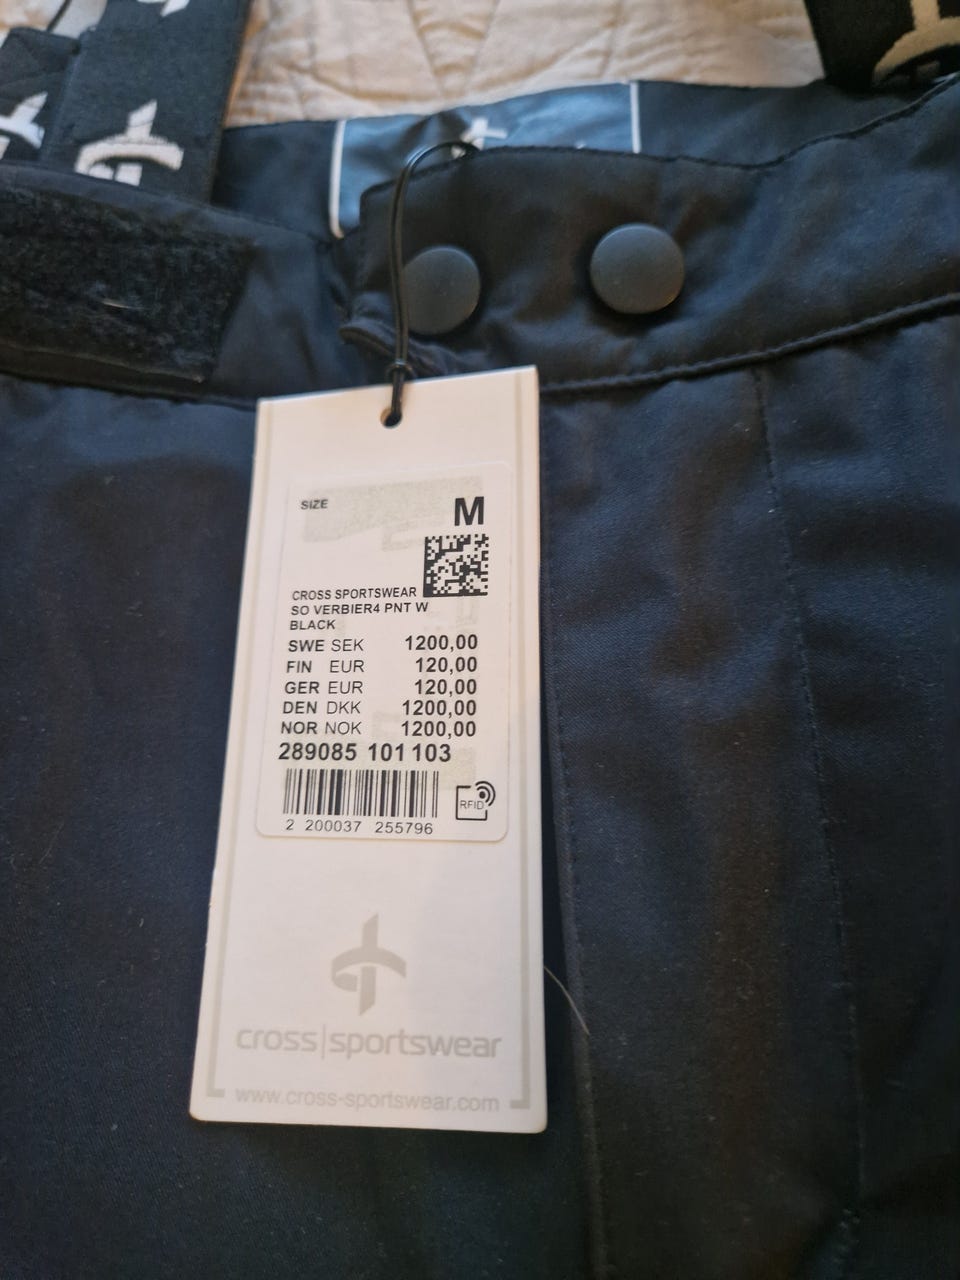 SIZE M
CROSS SPORTSWEAR
SO VERBIER4 PNT W
BLACK
SWE SEK 1200,00
FIN EUR 120,00
GER EUR 120,00
DEN DKK 1200,00
NOR NOK 1200,00
289085 101 103
RFID
2 200037 255796
cross|sportswear
www.cross-sportswear.com